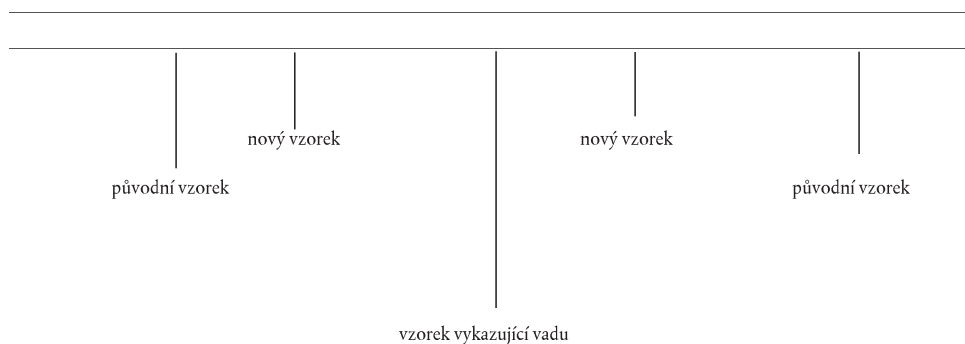 nový vzorek
nový vzorek
původní vzorek
původní vzorek
vzorek vykazující vadu